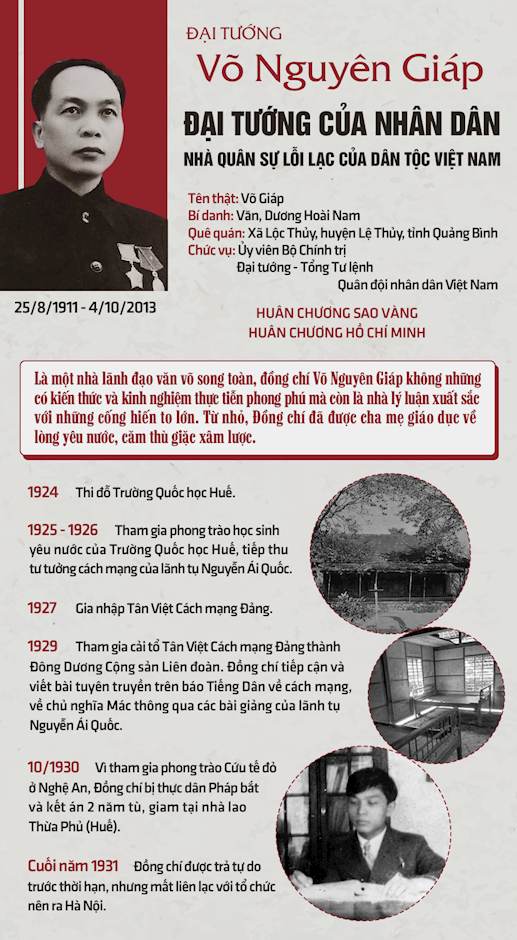 ĐẠI TƯỚNG
Võ Nguyên Giáp
ĐẠI TƯỚNG CỦA NHÂN DÂN
NHÀ QUÂN SỰ LỖI LẠC CỦA DÂN TỘC VIỆT NAM
Tên thật: Võ Giáp
Bí danh: Văn, Dương Hoài Nam
Quê quán: Xã Lộc Thủy, huyện Lệ Thủy, tỉnh Quảng Bình
Chức vụ: Ủy viên Bộ Chính trị
Đại tướng - Tổng Tư lệnh
Quân đội nhân dân Việt Nam
25/8/1911 - 4/10/2013
HUÂN CHƯƠNG SAO VÀNG
HUÂN CHƯƠNG HỒ CHÍ MINH
Là một nhà lãnh đạo văn võ song toàn, đồng chí Võ Nguyên Giáp không những
có kiến thức và kinh nghiệm thực tiễn phong phú mà còn là nhà lý luận xuất sắc
với những cống hiến to lớn. Từ nhỏ, Đồng chí đã được cha mẹ giáo dục về
lòng yêu nước, căm thù giặc xâm lược.
1924 Thi đỗ Trường Quốc học Huế.
1925 - 1926 Tham gia phong trào học sinh
yêu nước của Trường Quốc học Huế, tiếp thu
tư tưởng cách mạng của lãnh tụ Nguyễn Ái Quốc.
1927 Gia nhập Tân Việt Cách mạng Đảng.
1929 Tham gia cải tổ Tân Việt Cách mạng Đảng thành
Đông Dương Cộng sản Liên đoàn. Đồng chí tiếp cận và
viết bài tuyên truyền trên báo Tiếng Dân về cách mạng,
về chủ nghĩa Mác thông qua các bài giảng của lãnh tụ
Nguyễn Ái Quốc.
10/1930 Vì tham gia phong trào Cứu tế đỏ
ở Nghệ An, Đồng chí bị thực dân Pháp bắt
và kết án 2 năm tù, giam tại nhà lao
Thừa Phủ (Huế).
Cuối năm 1931 Đồng chí được trả tự do
trước thời hạn, nhưng mất liên lạc với tổ chức
nên ra Hà Nội.